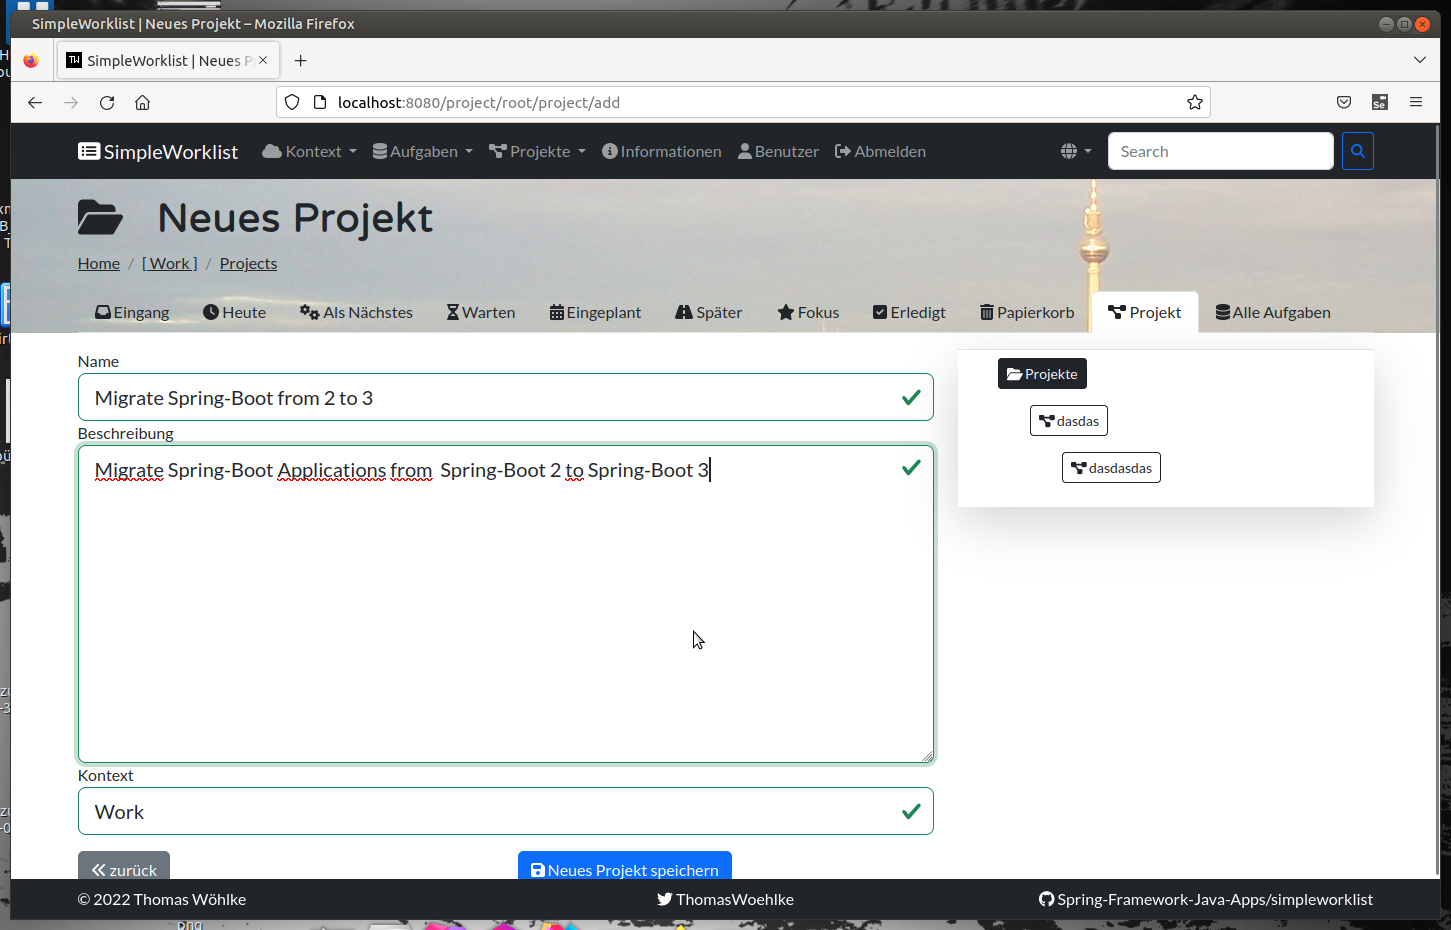 SimpleWorklist | Neues Projekt – Mozilla Firefox
SimpleWorklist | Neues P
localhost:8080/project/root/project/add
SimpleWorklist Kontext Aufgaben Projekte Informationen Benutzer Abmelden Search
Neues Projekt
Home / [ Work ] / Projects
Eingang Heute Als Nächstes Warten Eingeplant Später Fokus Erledigt Papierkorb Projekt Alle Aufgaben
Name
Migrate Spring-Boot from 2 to 3
Beschreibung
Migrate Spring-Boot Applications from  Spring-Boot 2 to Spring-Boot 3
Kontext
Work
zurück Neues Projekt speichern
Projekte
dasdas
dasdasdas
© 2022 Thomas Wöhlke ThomasWoehlke Spring-Framework-Java-Apps/simpleworklist
png